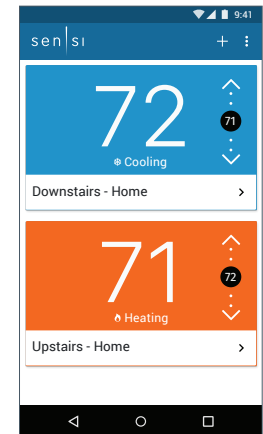 9:41
sensi
72
71
Cooling
Downstairs - Home
71
72
Heating
Upstairs - Home